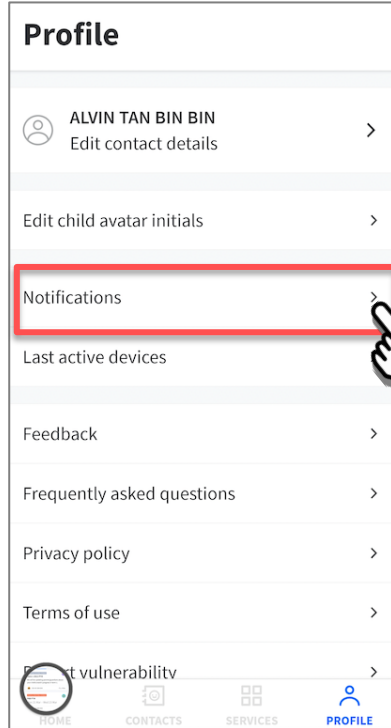 Profile
ALVIN TAN BIN BIN
Edit contact details
Edit child avatar initials
Notifications
Last active devices
Feedback
Frequently asked questions
Privacy policy
Terms of use
vulnerability
HOME
CONTACTS
SERVICES
PROFILE